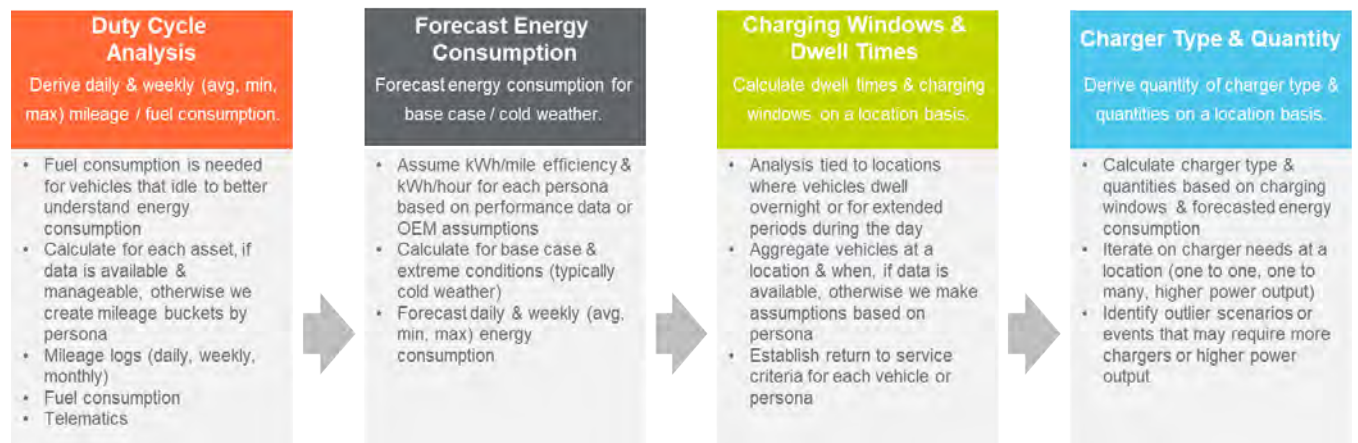 Duty Cycle
Analysis
Derive daily & weekly (avg, min,
max) mileage / fuel consumption.
• Fuel consumption is needed
for vehicles that idle to better
understand energy
consumption
• Calculate for each asset, if
data is available &
manageable, otherwise we
create mileage buckets by
persona
• Mileage logs (daily, weekly,
monthly)
• Fuel consumption
• Telematics
Forecast Energy
Consumption
Forecast energy consumption for
base case / cold weather.
• Assume kWh/mile efficiency &
kWh/hour for each persona
based on performance data or
OEM assumptions
• Calculate for base case &
extreme conditions (typically
cold weather)
• Forecast daily & weekly (avg,
min, max) energy
consumption
Charging Windows &
Dwell Times
Calculate dwell times & charging
windows on a location basis.
• Analysis tied to locations
where vehicles dwell
overnight or for extended
periods during the day
• Aggregate vehicles at a
location & when, if data is
available, otherwise we make
assumptions based on
persona
• Establish return to service
criteria for each vehicle or
persona
Charger Type & Quantity
Derive quantity of charger type &
quantities on a location basis.
• Calculate charger type &
quantities based on charging
windows & forecasted energy
consumption
• Iterate on charger needs at a
location (one to one, one to
many, higher power output)
• Identify outlier scenarios or
events that may require more
chargers or higher power
output